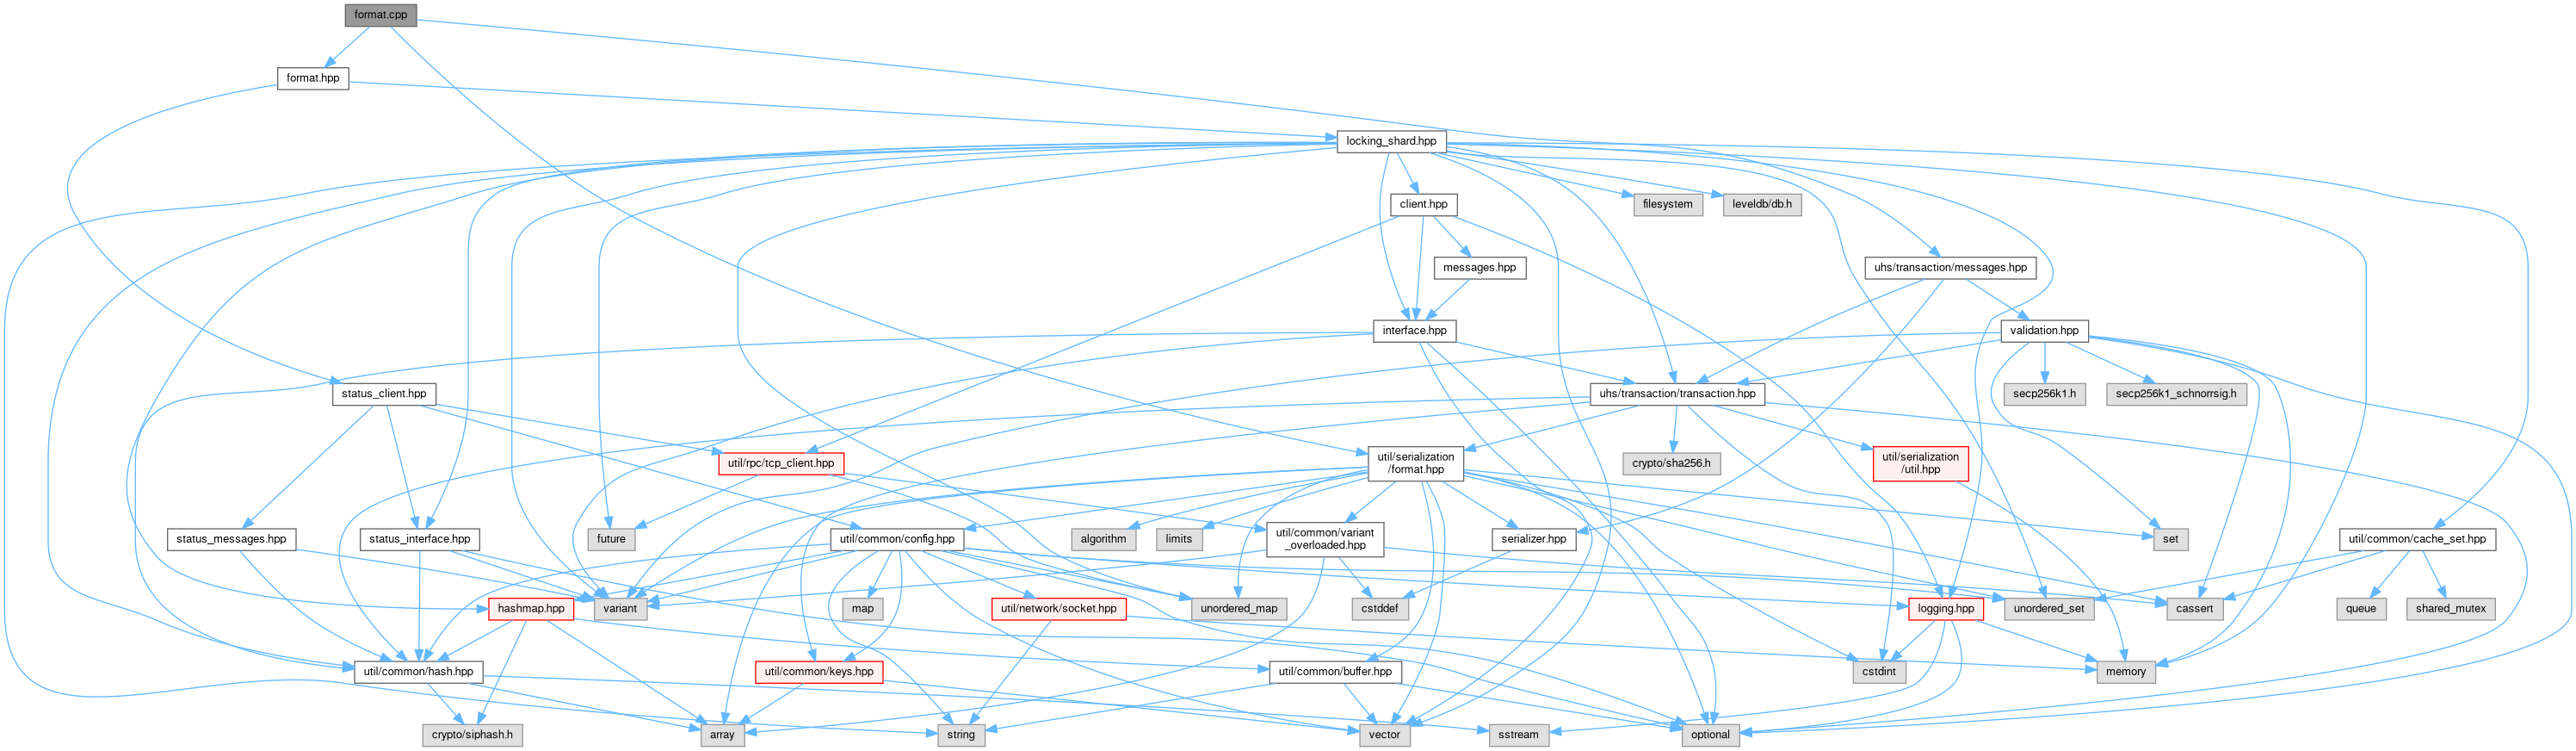 format.cpp
format.hpp
locking_shard.hpp
client.hpp
filesystem
leveldb/db.h
messages.hpp
uhs/transaction/messages.hpp
interface.hpp
validation.hpp
status_client.hpp
uhs/transaction/transaction.hpp
secp256k1.h
secp256k1_schnorrsig.h
util/rpc/tcp_client.hpp
util/serialization
/format.hpp
crypto/sha256.h
util/serialization
/util.hpp
status_messages.hpp
status_interface.hpp
future
util/common/config.hpp
algorithm
limits
util/common/variant
_overloaded.hpp
serializer.hpp
set
util/common/cache_set.hpp
hashmap.hpp
variant
map
util/network/socket.hpp
unordered_map
cstddef
logging.hpp
unordered_set
cassert
queue
shared_mutex
util/common/hash.hpp
util/common/keys.hpp
util/common/buffer.hpp
cstdint
memory
crypto/siphash.h
array
string
vector
sstream
optional